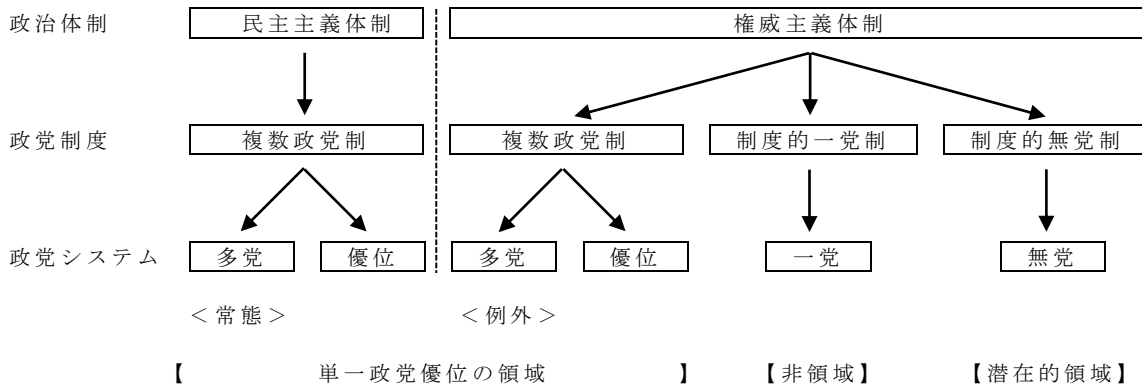 政治体制 民主主義体制 権威主義体制
政党制度 複数政党制 複数政党制 制度的一党制 制度的無党制
政党システム 多党 優位 多党 優位 一党 無党
＜常態＞ ＜例外＞
【 単一政党優位の領域 】 【非領域】 【潜在的領域】